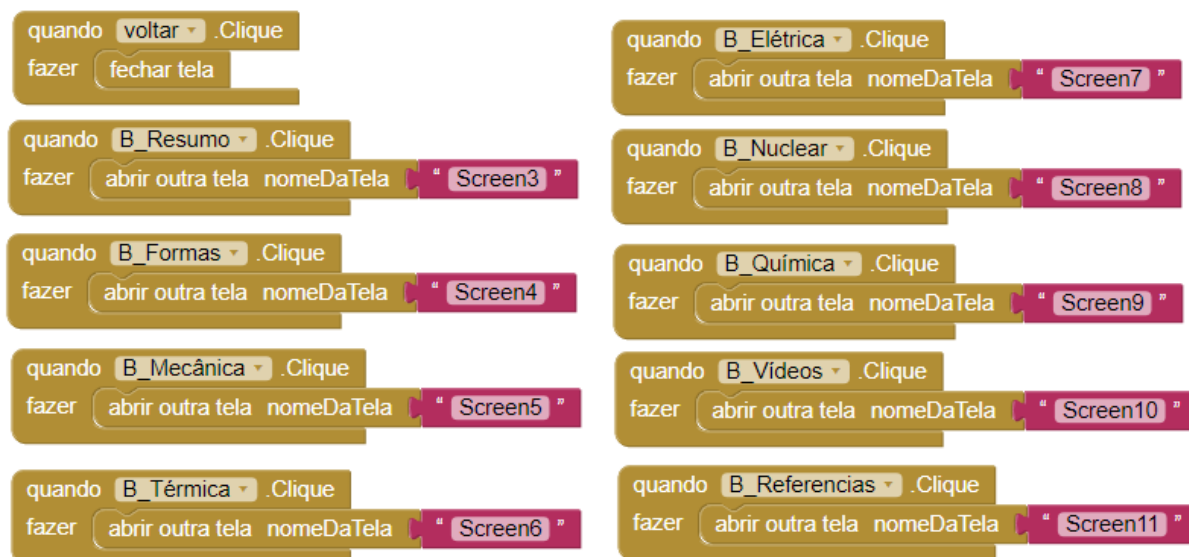 quando voltar .Clique
fazer fechar tela
quando B_Resumo .Clique
fazer abrir outra tela nomeDaTela " Screen3 "
quando B_Formas .Clique
fazer abrir outra tela nomeDaTela " Screen4 "
quando B_Mecânica .Clique
fazer abrir outra tela nomeDaTela " Screen5 "
quando B_Térmica .Clique
fazer abrir outra tela nomeDaTela " Screen6 "
quando B_Elétrica .Clique
fazer abrir outra tela nomeDaTela " Screen7 "
quando B_Nuclear .Clique
fazer abrir outra tela nomeDaTela " Screen8 "
quando B_Química .Clique
fazer abrir outra tela nomeDaTela " Screen9 "
quando B_Vídeos .Clique
fazer abrir outra tela nomeDaTela " Screen10 "
quando B_Referencias .Clique
fazer abrir outra tela nomeDaTela " Screen11 "